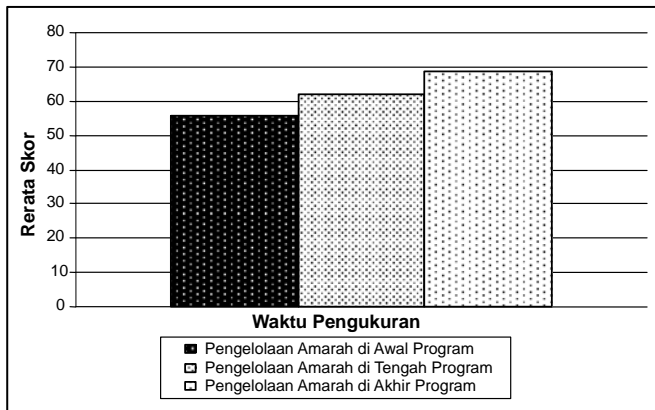 80
70
60
50
40
30
20
10
0
Rerata Skor
Waktu Pengukuran
Pengelolaan Amarah di Awal Program
Pengelolaan Amarah di Tengah Program
Pengelolaan Amarah di Akhir Program